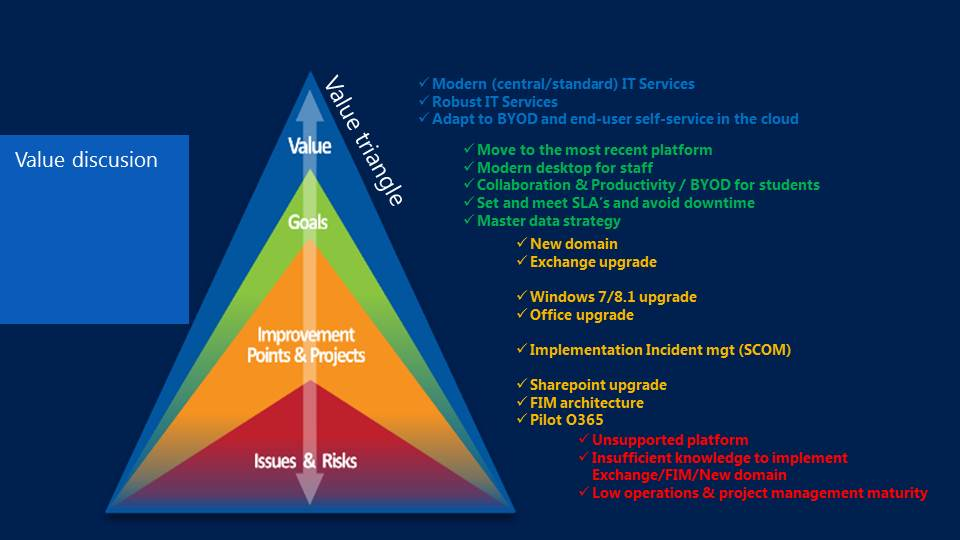 Value discusion
Value triangle
Value
Goals
Improvement
Points & Projects
Issues & Risks
✓ Modern (central/standard) IT Services
✓ Robust IT Services
✓ Adapt to BYOD and end-user self-service in the cloud
✓ Move to the most recent platform
✓ Modern desktop for staff
✓ Collaboration & Productivity / BYOD for students
✓ Set and meet SLA's and avoid downtime
✓ Master data strategy
✓ New domain
✓ Exchange upgrade
✓ Windows 7/8.1 upgrade
✓ Office upgrade
✓ Implementation Incident mgt (SCOM)
✓ Sharepoint upgrade
✓ FIM architecture
✓ Pilot O365
✓ Unsupported platform
✓ Insufficient knowledge to implement
Exchange/FIM/New domain
✓ Low operations & project management maturity